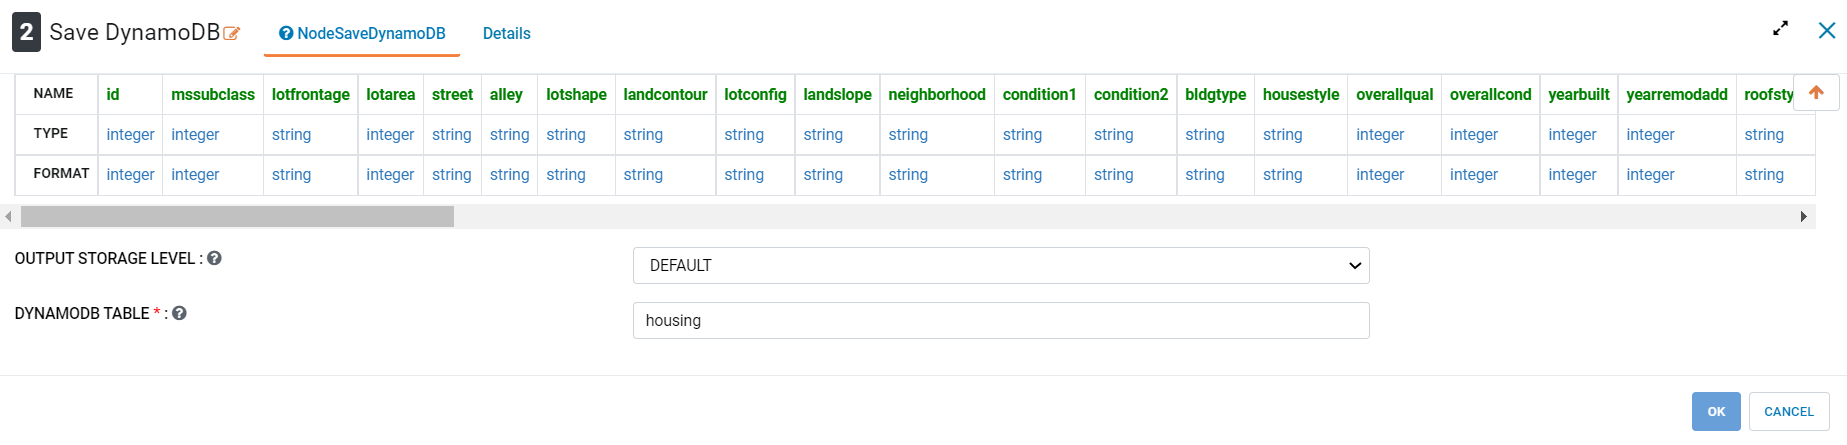 2 Save DynamoDB NodeSaveDynamoDB Details
NAME id mssubclass lotfrontage lotarea street alley lotshape landcontour lotconfig landslope neighborhood condition1 condition2 bldgtype housestyle overallqual overallcond yearbuilt yearremodadd roofsty
TYPE integer integer string integer string string string string string string string string string string string integer integer integer integer string
FORMAT integer integer string integer string string string string string string string string string string string integer integer integer integer string
OUTPUT STORAGE LEVEL : DEFAULT
DYNAMODB TABLE * : housing
OK CANCEL